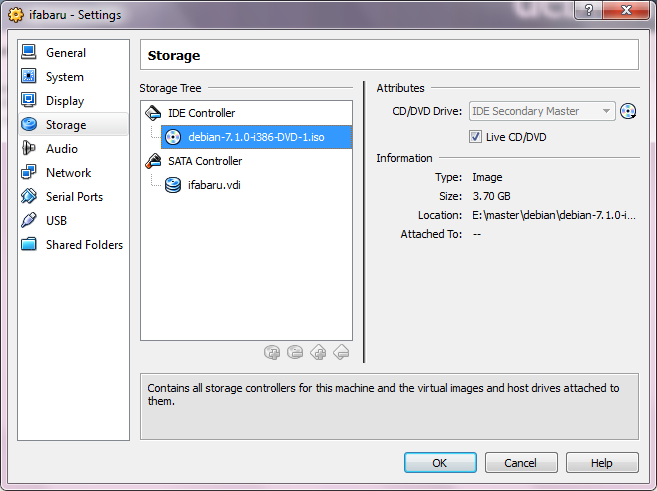 ifabaru - Settings
General
System
Display
Storage
Audio
Network
Serial Ports
USB
Shared Folders
Storage
Storage Tree
IDE Controller
debian-7.1.0-i386-DVD-1.iso
SATA Controller
ifabaru.vdi
Attributes
CD/DVD Drive: IDE Secondary Master
Live CD/DVD
Information
Type: Image
Size: 3.70 GB
Location: E:\master\debian\debian-7.1.0-i...
Attached To: --
Contains all storage controllers for this machine and the virtual images and host drives attached to
them.
OK Cancel Help